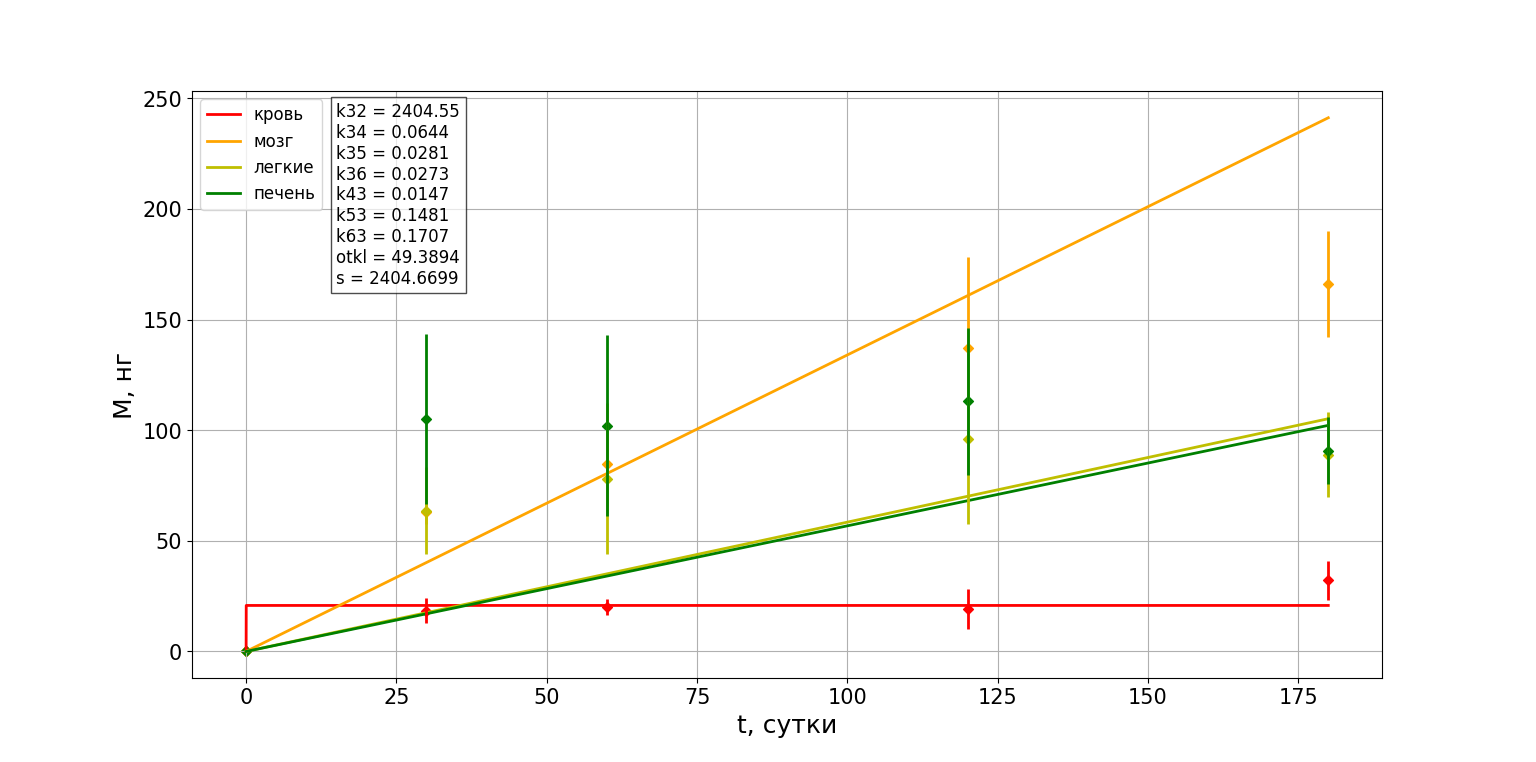 250
200
150
100
50
0
M, нг
кровь
мозг
легкие
печень
k32 = 2404.55
k34 = 0.0644
k35 = 0.0281
k36 = 0.0273
k43 = 0.0147
k53 = 0.1481
k63 = 0.1707
otkl = 49.3894
s = 2404.6699
0 25 50 75 100 125 150 175
t, сутки